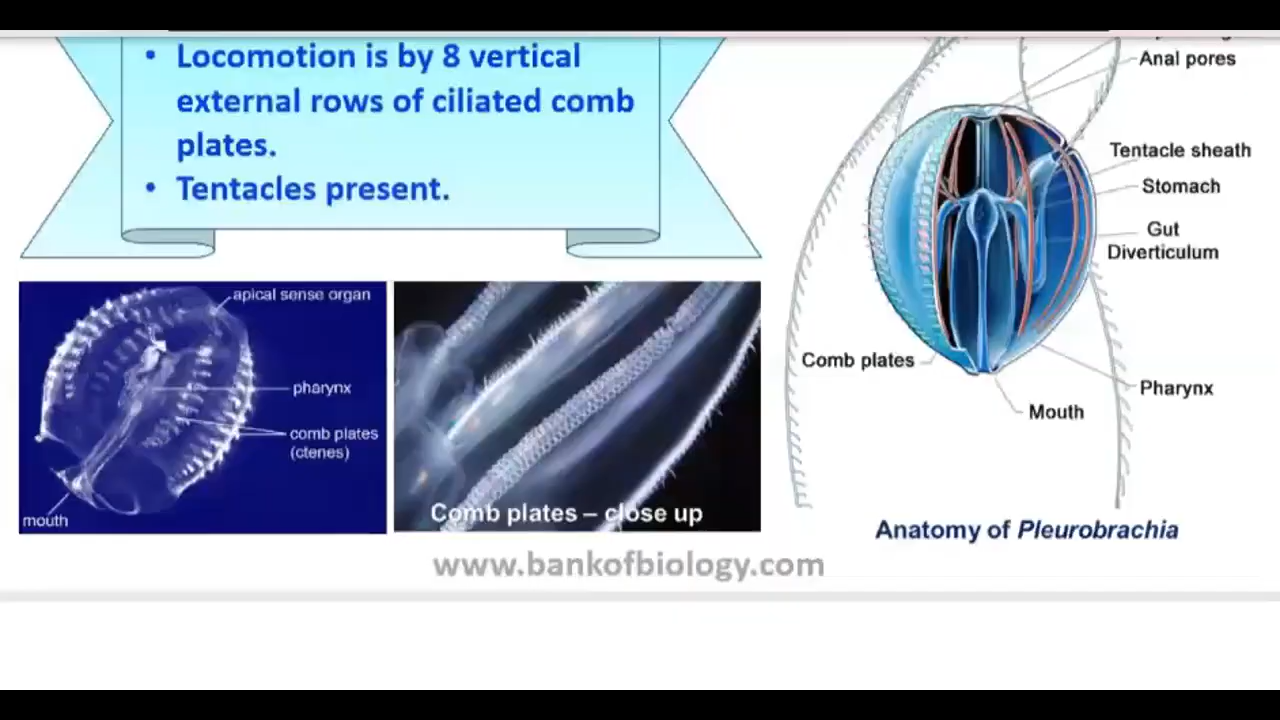 • Locomotion is by 8 vertical
external rows of ciliated comb
plates.
• Tentacles present.
apical sense organ
pharynx
comb plates
(ctenes)
mouth
Comb plates – close up
Anal pores
Tentacle sheath
Stomach
Gut
Diverticulum
Comb plates
Pharynx
Mouth
Anatomy of Pleurobrachia
www.bankofbiology.com